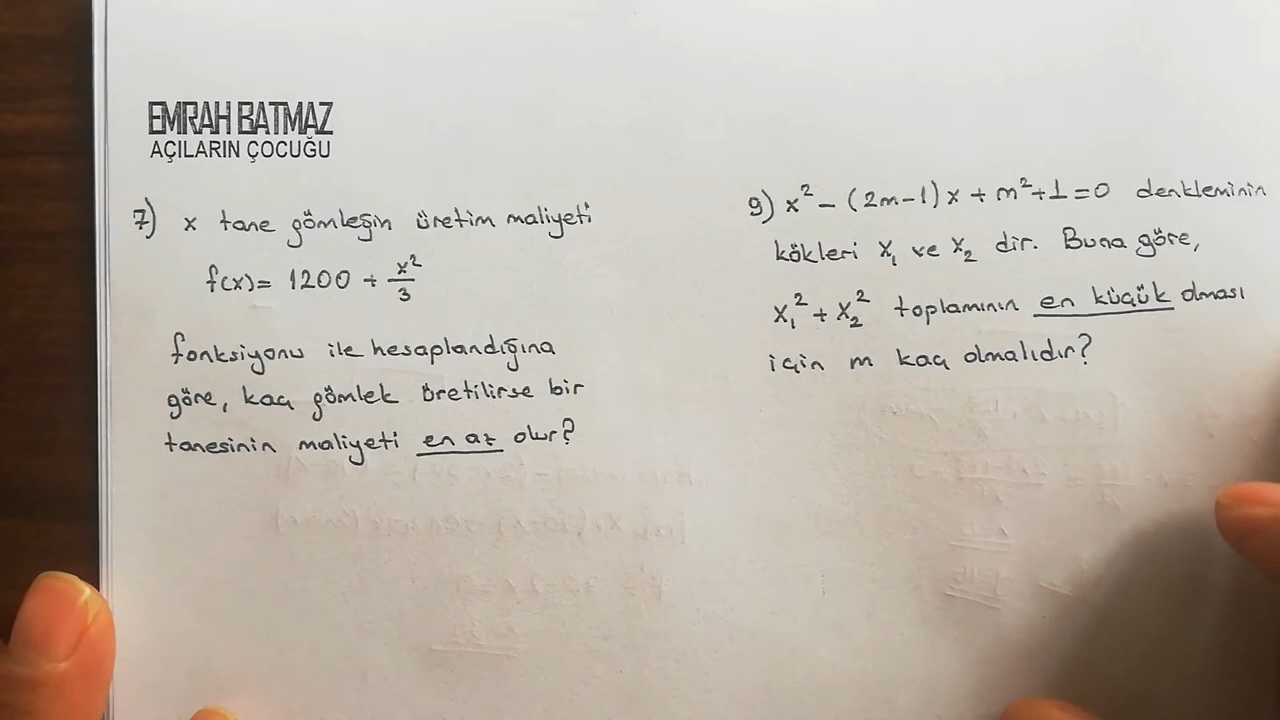 EMRAH BATMAZ
AÇILARIN ÇOCUĞU
7) x tane gömleğin üretim maliyeti
f(x) = 1200 + x²/3
fonksiyonu ile hesaplandığına
göre, kaç gömlek üretilirse bir
tanesinin maliyeti en az olur?
9) x² - (2m-1)x + m²+1 = 0 denkleminin
kökleri x₁ ve x₂ dir. Buna göre,
x₁² + x₂² toplamının en küçük olması
için m kaç olmalıdır?